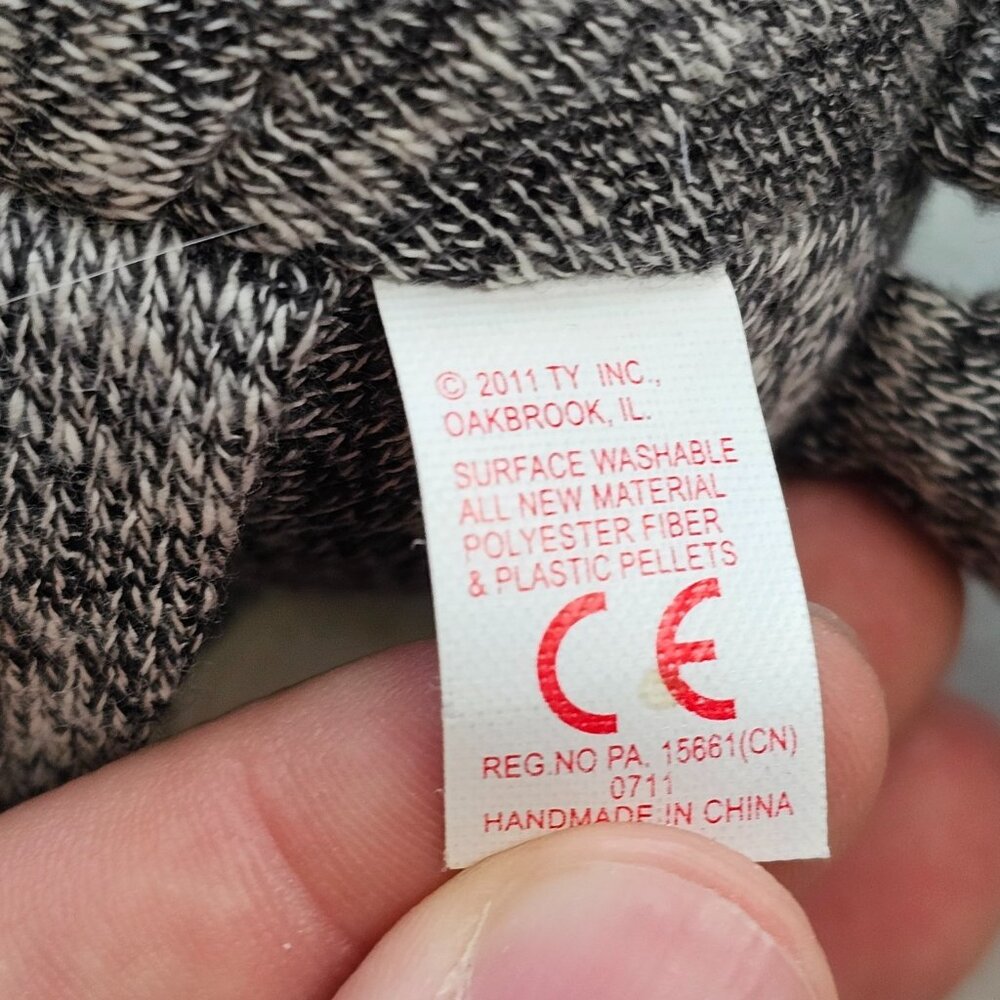 © 2011 TY INC.,
OAKBROOK, IL.
SURFACE WASHABLE
ALL NEW MATERIAL
POLYESTER FIBER
& PLASTIC PELLETS
CE
REG.NO PA. 15661(CN)
0711
HANDMADE IN CHINA